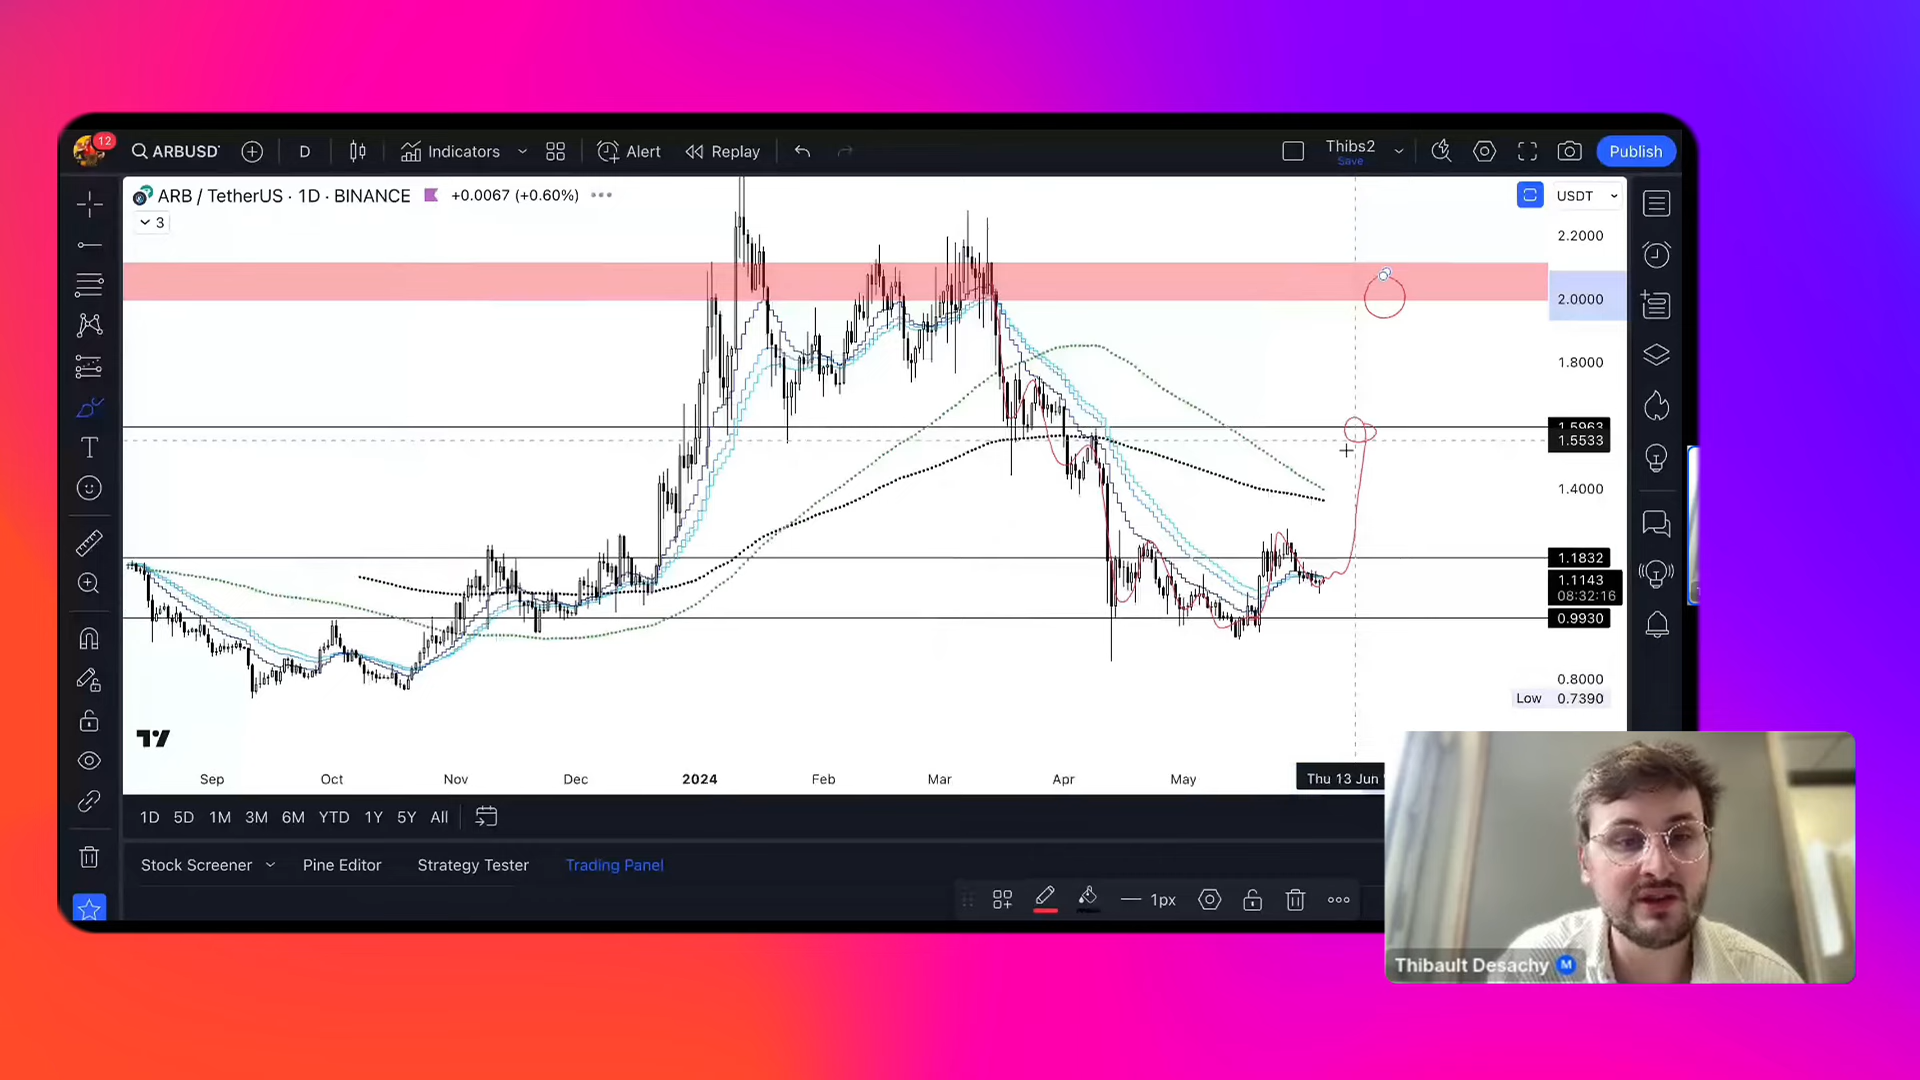 12
ARBUSD
D
Indicators
Alert
Replay
Thibs2
Save
Publish
ARB / TetherUS · 1D · BINANCE +0.0067 (+0.60%)
3
USDT
2.2000
2.0000
1.8000
1.5963
1.5533
1.4000
1.1832
1.1143
08:32:16
0.9930
0.8000
Low 0.7390
Sep Oct Nov Dec 2024 Feb Mar Apr May Thu 13 Jun
1D 5D 1M 3M 6M YTD 1Y 5Y All
Stock Screener Pine Editor Strategy Tester Trading Panel
1px
Thibault Desachy M